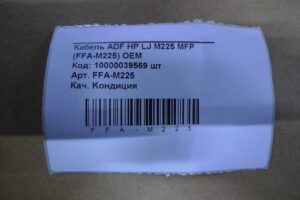 Кабель ADF HP LJ M225 MFP
(FFA-M225) OEM
Код: 10000039569 шт
Арт. FFA-M225
Кач. Кондиция
FFA-M225